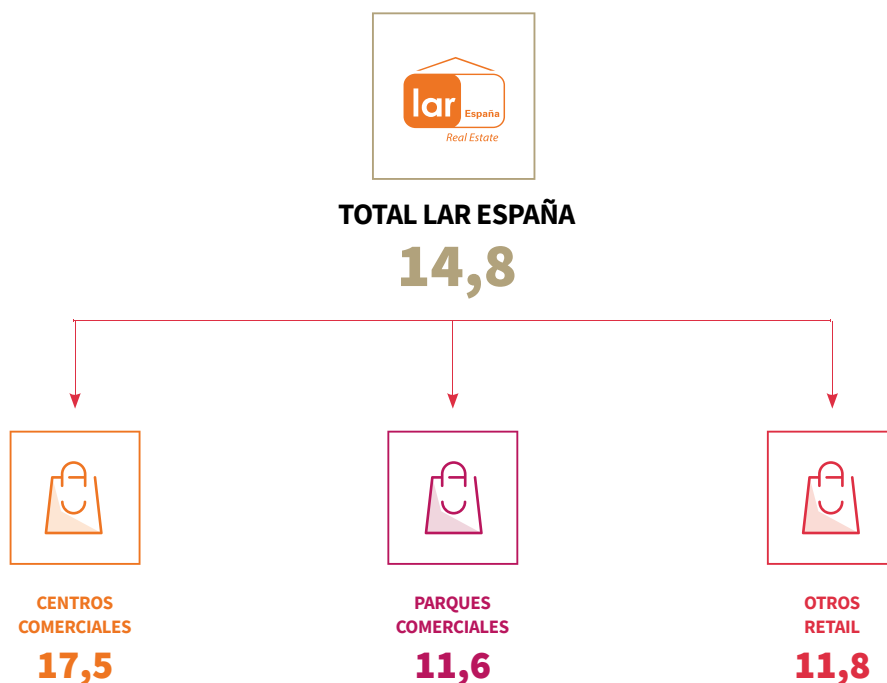 lar
España
Real Estate
TOTAL LAR ESPAÑA
14,8
CENTROS
COMERCIALES
17,5
PARQUES
COMERCIALES
11,6
OTROS
RETAIL
11,8